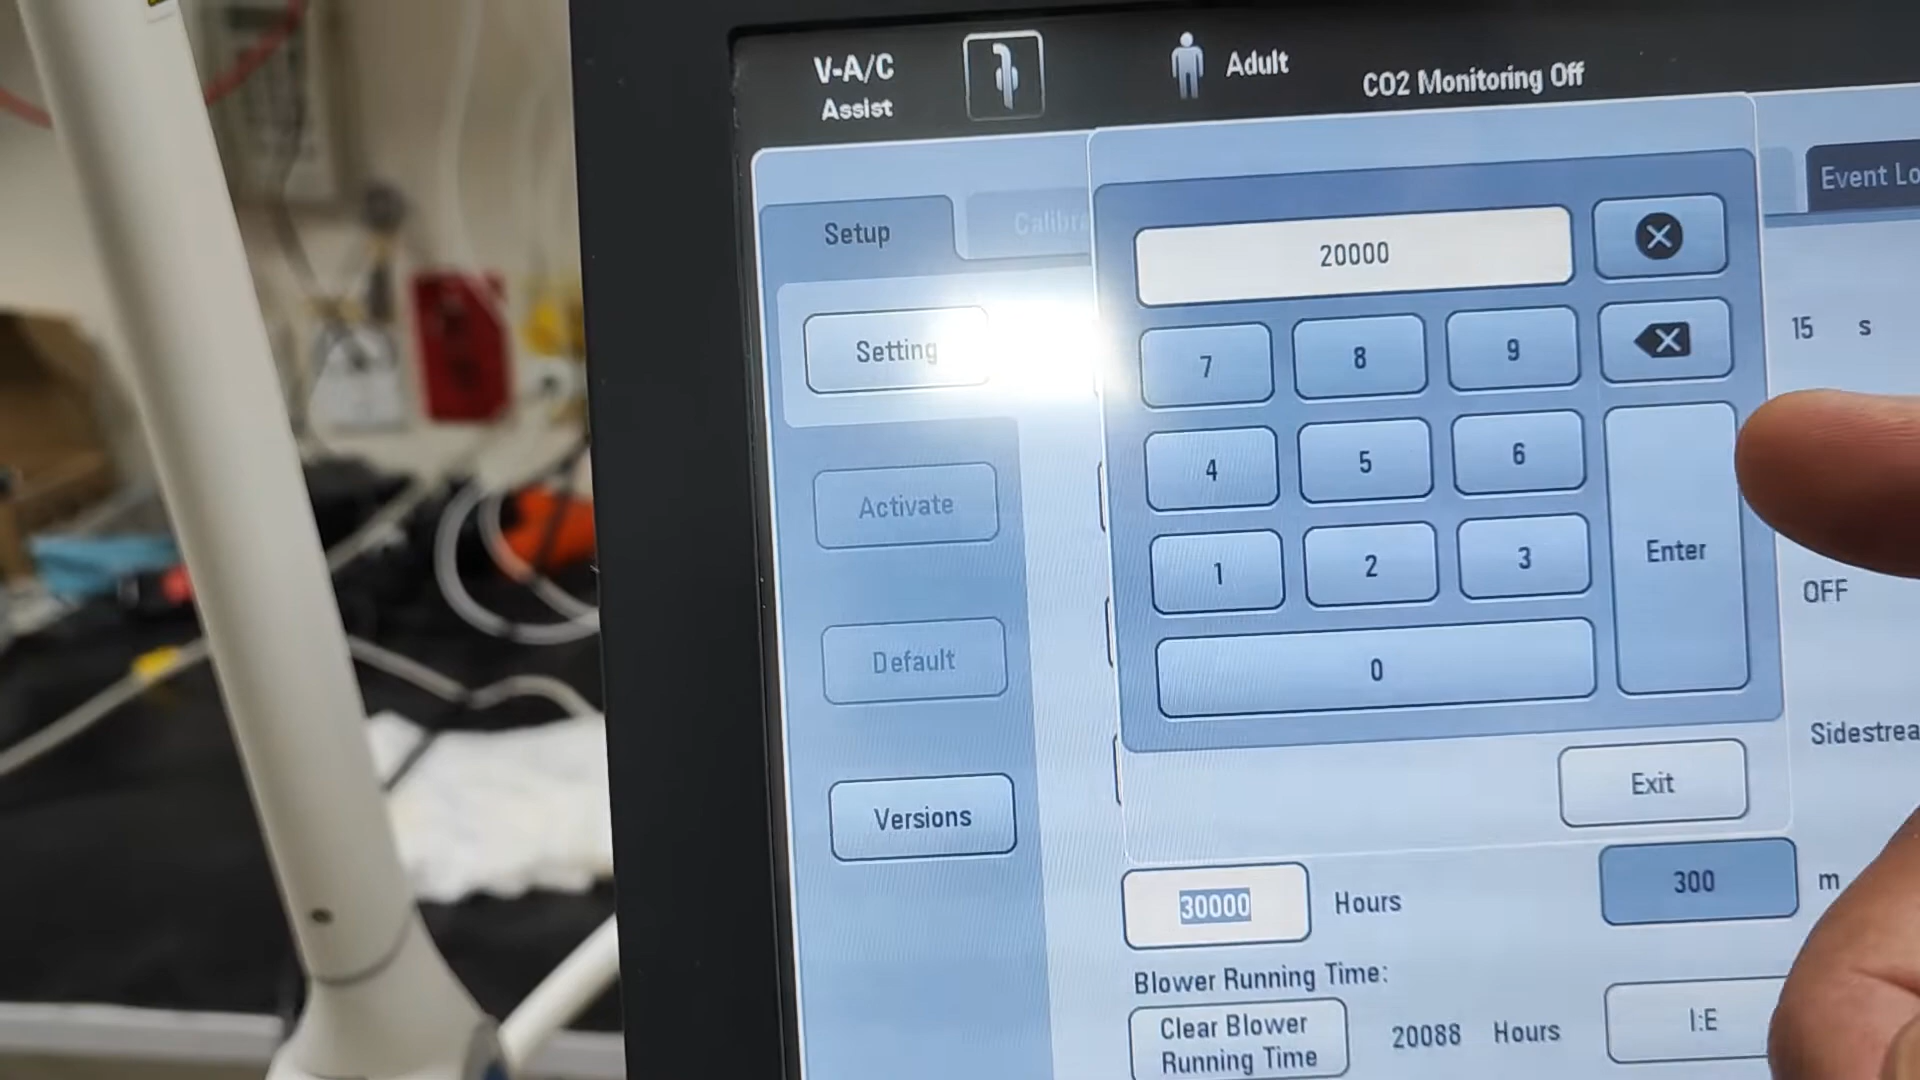 V-A/C
Assist
Adult
CO2 Monitoring Off
Setup
Event Lo
20000
Setting
7
8
9
15 s
4
5
6
Activate
1
2
3
Enter
OFF
Default
0
Sidestrea
Exit
Versions
30000 Hours
300 m
Blower Running Time:
Clear Blower
Running Time
20088 Hours
I:E